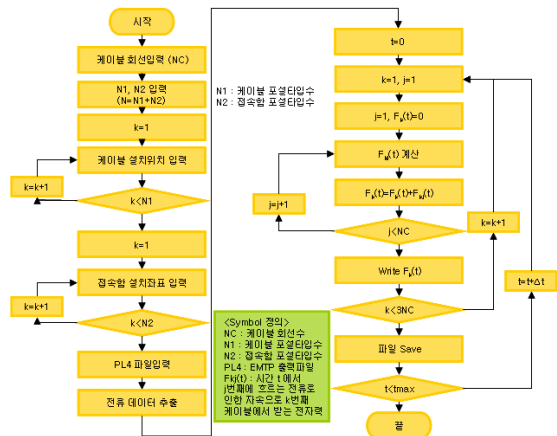 시작
케이블 회선입력 (NC)
N1, N2 입력
(N=N1+N2)
k=1
케이블 설치위치 입력
k=k+1
k<N1
k=1
접속함 설치좌표 입력
k=k+1
k<N2
PL4 파일입력
전류 데이터 추출
N1 : 케이블 포설타입수
N2 : 접속함 포설타입수
t=0
k=1, j=1
j=1, Fk(t)=0
Fkj(t) 계산
Fk(t)=Fk(t)+Fkj(t)
j=j+1
j<NC
Write Fk(t)
k=k+1
k<3NC
파일 Save
t=t+Δt
t<tmax
끝
<Symbol 정의>
NC : 케이블 회선수
N1 : 케이블 포설타입수
N2 : 접속함 포설타입수
PL4 : EMTP 출력파일
Fkj(t) : 시간 t 에서
j번째에 흐르는 전류로
인한 자속으로 k번째
케이블에서 받는 전자력